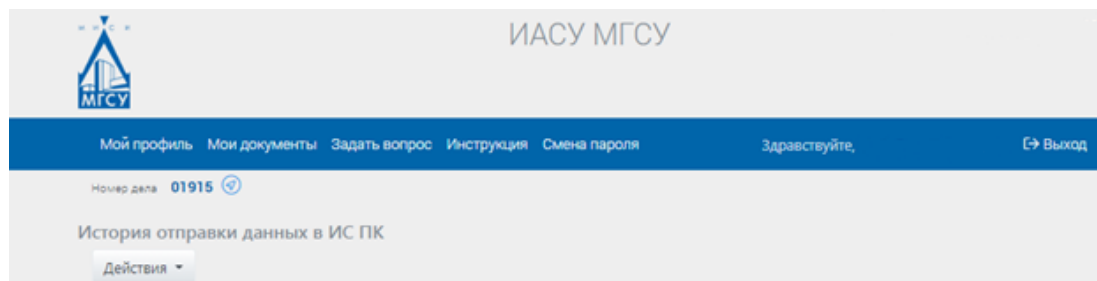 ИАСУ МГСУ
МИСИ
МГСУ
Мой профиль Мои документы Задать вопрос Инструкция Смена пароля Здравствуйте, Выход
Номер дела 01915
История отправки данных в ИС ПК
Действия